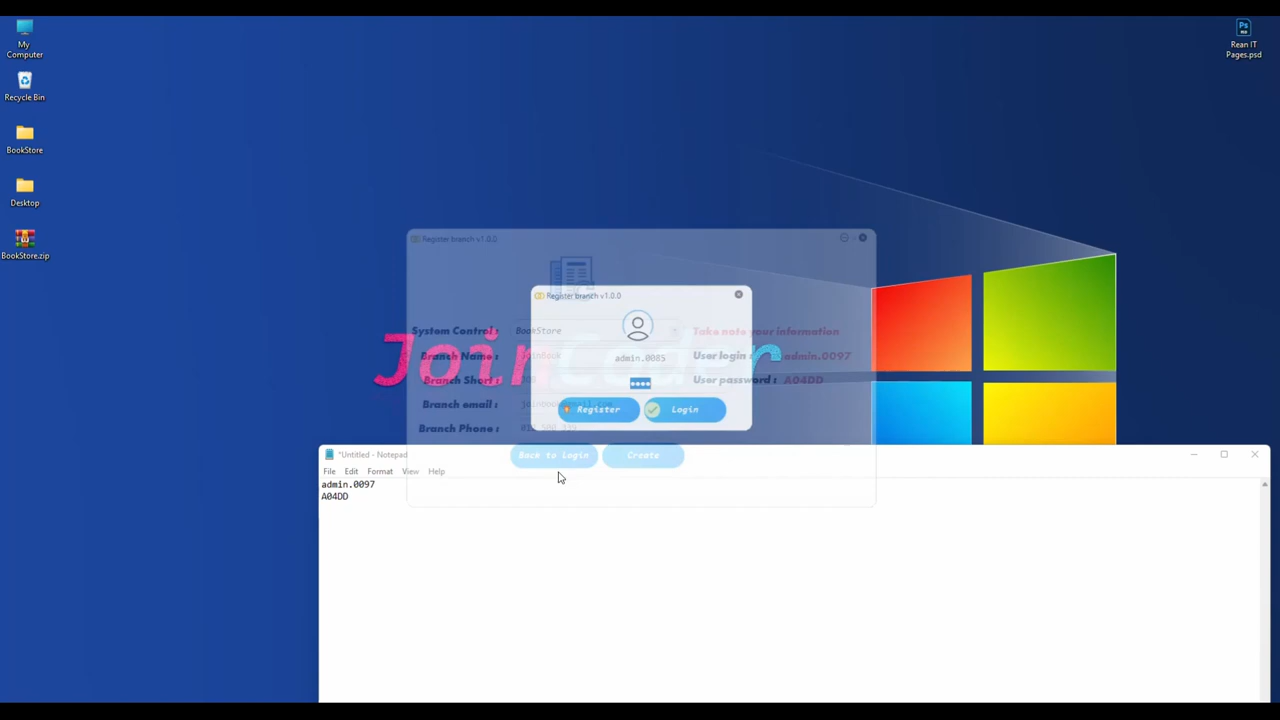 My
Computer
Recycle Bin
BookStore
Desktop
BookStore.zip
Ps
Rean IT
Pages.psd
JoinCoder
Register branch v1.0.0
System Control :
BookStore
Branch Name :
JoinBook
Branch Short :
Branch email :
Branch Phone :
Take note your information
User login :
admin.0097
User password :
A04DD
Back to login
Create
Register branch v1.0.0
admin.0085
Register
Login
*Untitled - Notepad
File Edit Format View Help
admin.0097
A04DD